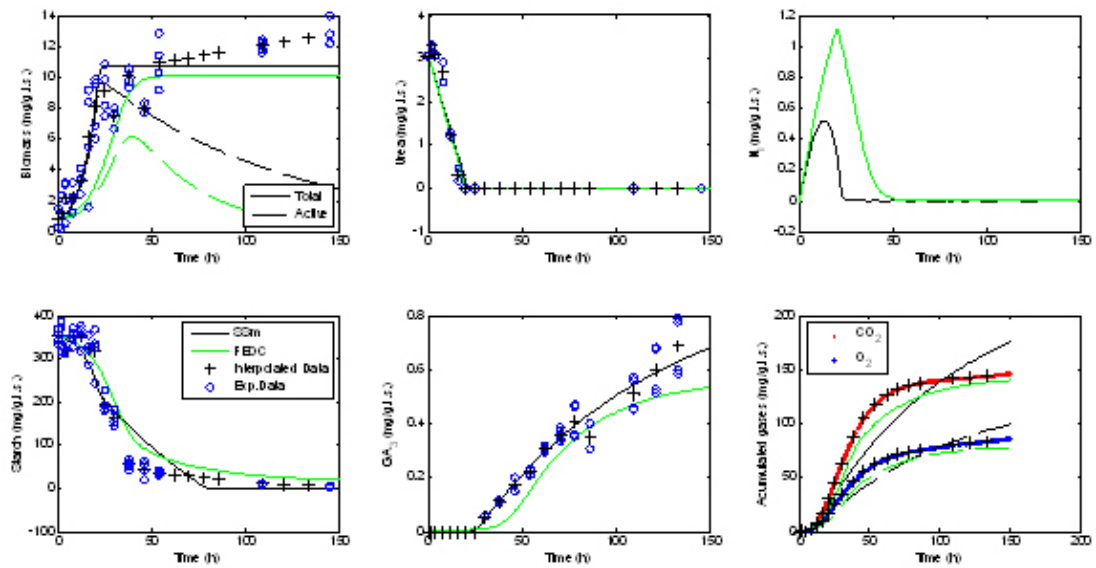 14
12
10
8
6
4
2
0
Biomass (mg/g.i.s.)
0 50 100 150
Time (h)
Total
Active
4
3
2
1
0
-1
Urea (mg/g.i.s.)
0 50 100 150
Time (h)
1.2
1
0.8
0.6
0.4
0.2
0
-0.2
0 50 100 150
Time (h)
400
300
200
100
0
-100
Starch (mg/g.i.s.)
0 50 100 150
Time (h)
Interpolated Data
Exp.Data
0.8
0.6
0.4
0.2
0
GA3 (mg/g.i.s.)
0 50 100 150
Time (h)
200
150
100
50
0
Acumulated gases (mg/g.i.s.)
0 50 100 150 200
Time (h)
CO2
O2